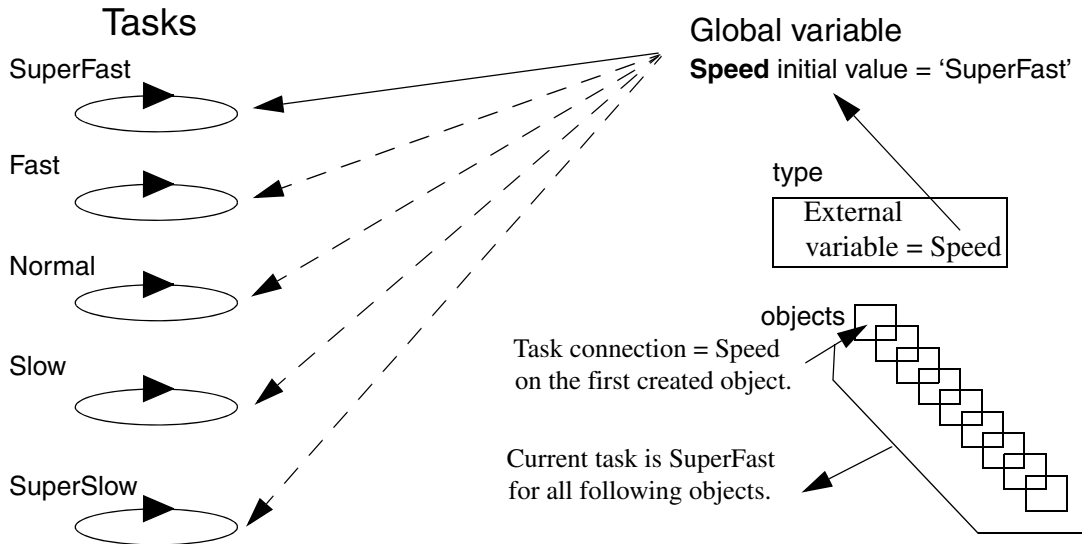 Tasks
SuperFast
Fast
Normal
Slow
SuperSlow
Global variable
Speed initial value = ‘SuperFast’
type
External
variable = Speed
objects
Task connection = Speed
on the first created object.
Current task is SuperFast
for all following objects.